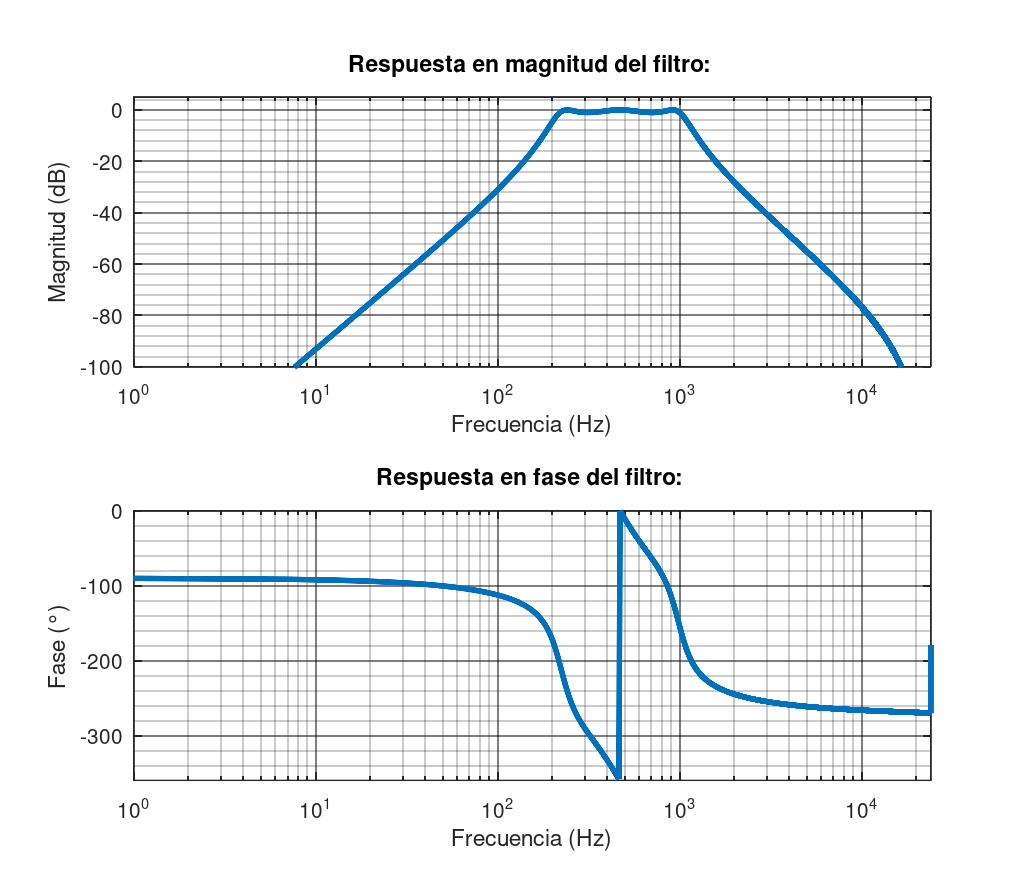 Respuesta en magnitud del filtro:
0
-20
-40
-60
-80
-100
Magnitud (dB)
10^0 10^1 10^2 10^3 10^4
Frecuencia (Hz)
Respuesta en fase del filtro:
0
-100
-200
-300
Fase (°)
10^0 10^1 10^2 10^3 10^4
Frecuencia (Hz)